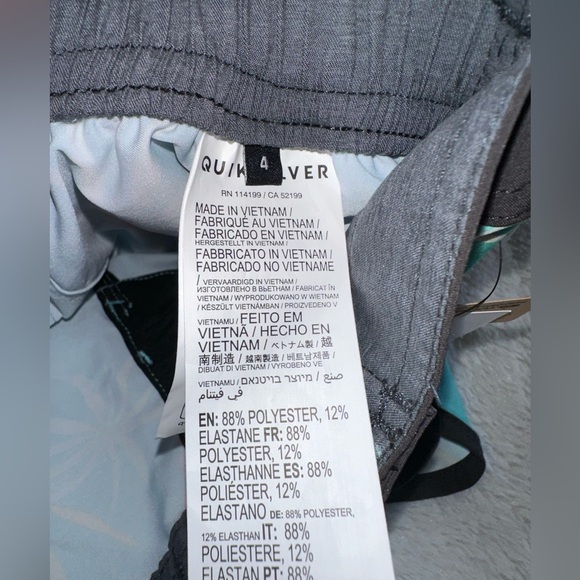 4
RN 114199 / CA 52199
MADE IN VIETNAM /
FABRIQUÉ AU VIETNAM /
FABRICADO EN VIETNAM /
HERGESTELLT IN VIETNAM /
FABBRICATO IN VIETNAM /
FABRICADO NO VIETNAME
/ VERVAARDIGD IN VIETNAM /
ИЗГОТОВЛЕНО В ВЬЕТНАМ / FABRICAT ÎN
VIETNAM / WYPRODUKOWANO W WIETNAM
/ KÉSZÜLT VIETNÁMBAN / PROIZVEDENO V
VIETNAMU / FEITO EM
VIETNÃ / HECHO EN
VIETNAM / ベトナム製 / 越
南制造 / 越南製造 / 베트남제품 /
DIBUAT DI VIETNAM / VYROBENO VE
VIETNAMU / מיוצר בויטנאם / صنع
في فيتنام
EN: 88% POLYESTER, 12%
ELASTANE FR: 88%
POLYESTER, 12%
ELASTHANNE ES: 88%
POLIÉSTER, 12%
ELASTANO DE: 88% POLYESTER,
12% ELASTHAN IT: 88%
POLIESTERE, 12%
ELASTAN PT: 88%